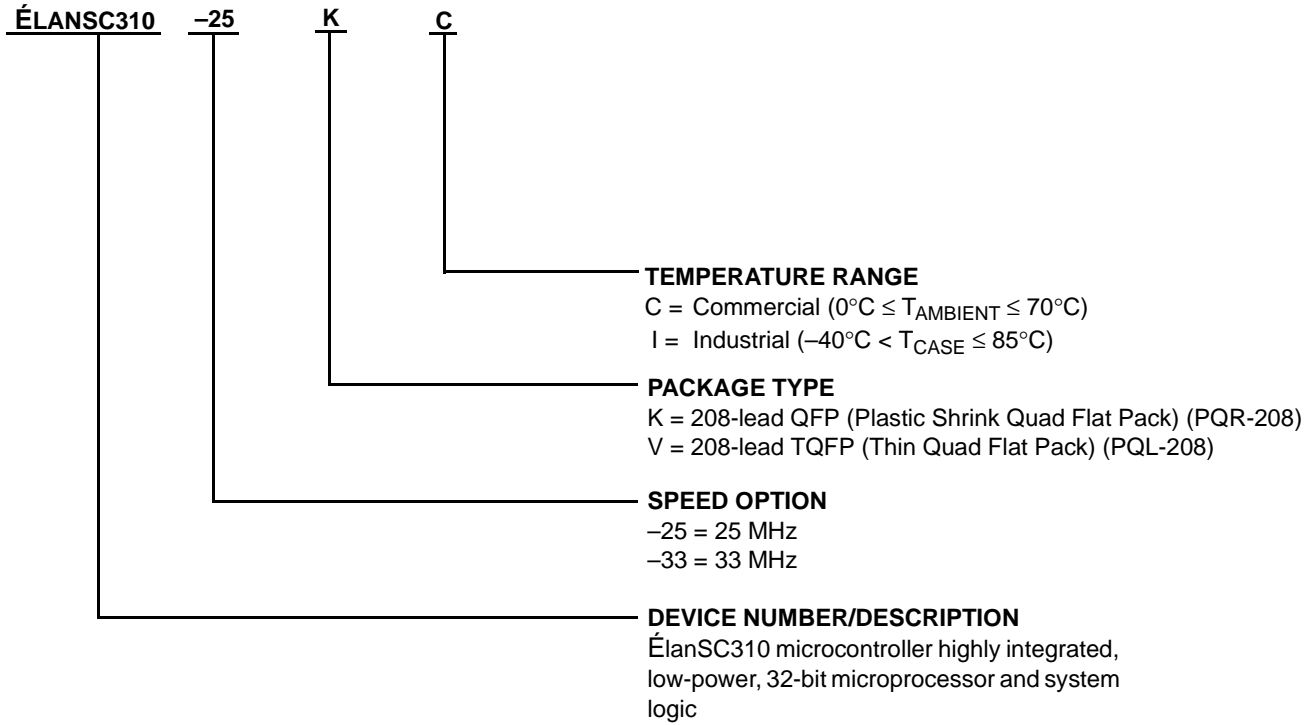 ÉLANSC310 –25 K C
TEMPERATURE RANGE
C = Commercial (0°C ≤ TAMBIENT ≤ 70°C)
I = Industrial (–40°C < TCASE ≤ 85°C)
PACKAGE TYPE
K = 208-lead QFP (Plastic Shrink Quad Flat Pack) (PQR-208)
V = 208-lead TQFP (Thin Quad Flat Pack) (PQL-208)
SPEED OPTION
–25 = 25 MHz
–33 = 33 MHz
DEVICE NUMBER/DESCRIPTION
ÉlanSC310 microcontroller highly integrated,
low-power, 32-bit microprocessor and system
logic